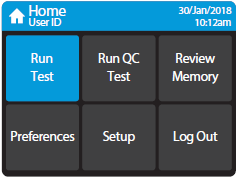 Home 30/Jan/2018
User ID 10:12am
Run Run QC Review
Test Test Memory
Preferences Setup Log Out